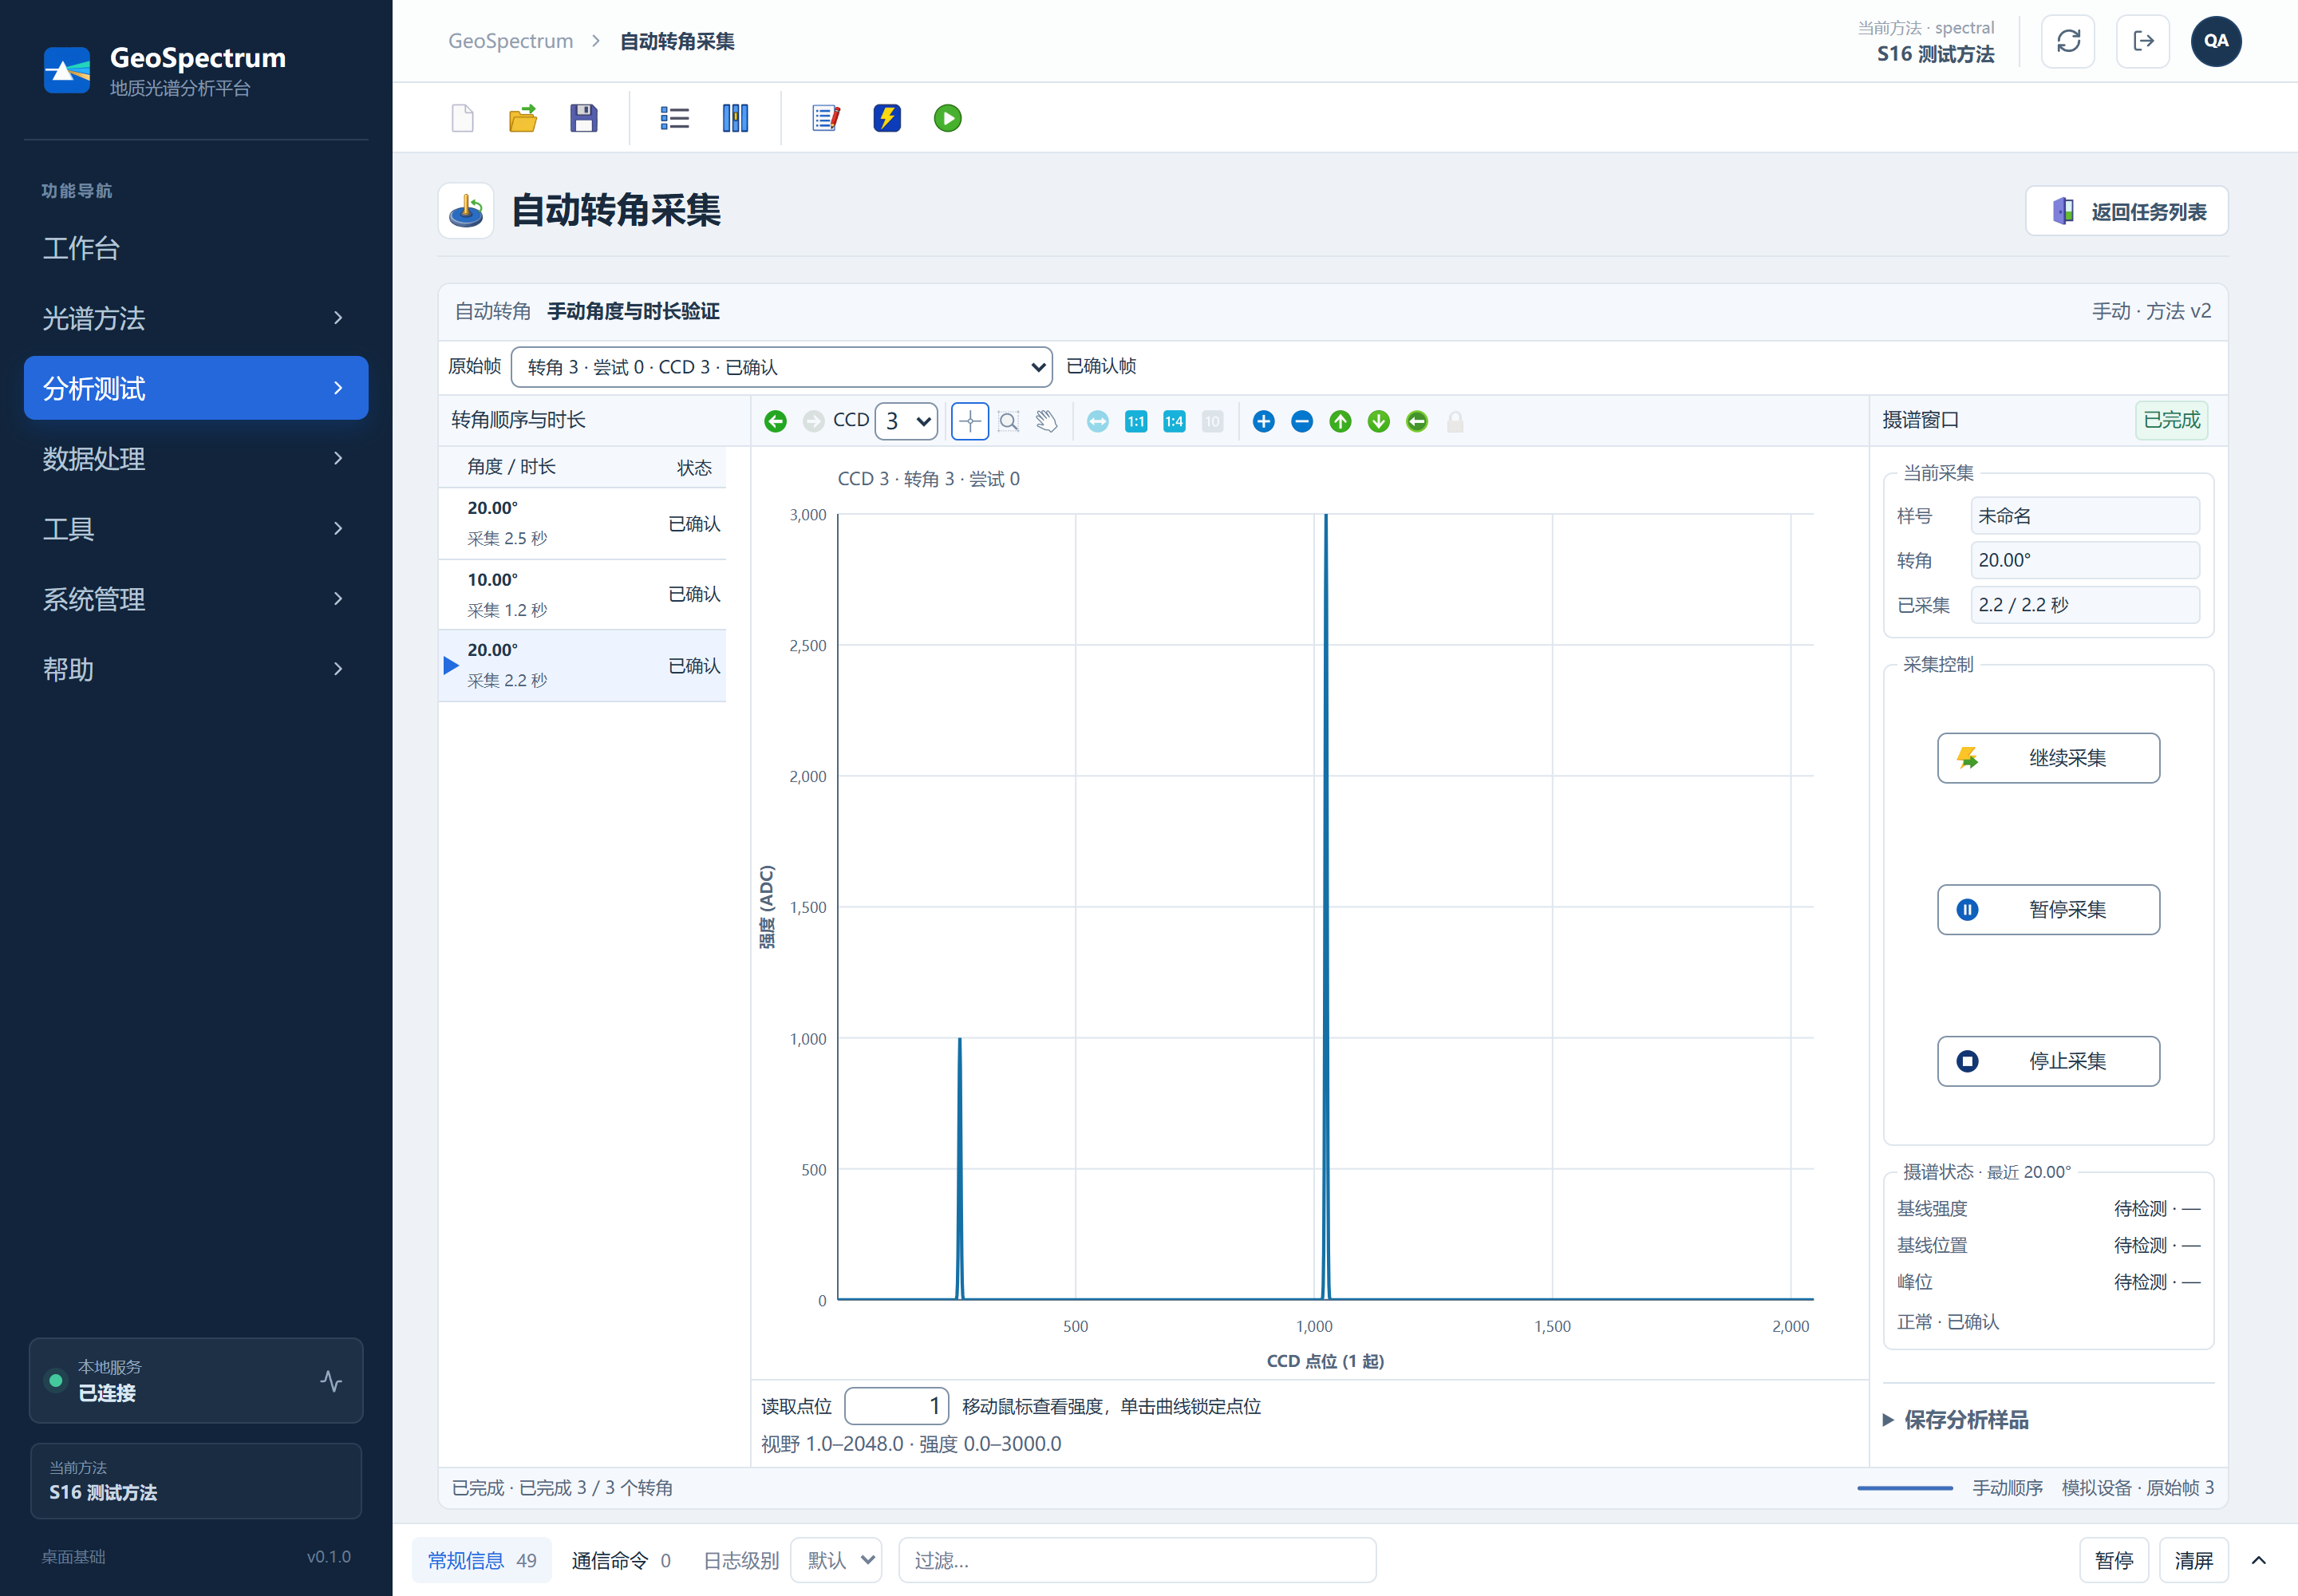 GeoSpectrum
地质光谱分析平台
功能导航
工作台
光谱方法
分析测试
数据处理
工具
系统管理
帮助
本地服务
已连接
当前方法
S16 测试方法
桌面基础 v0.1.0
GeoSpectrum 自动转角采集
当前方法 · spectral
S16 测试方法
QA
自动转角采集
返回任务列表
自动转角 手动角度与时长验证
手动 · 方法 v2
原始帧 转角 3 · 尝试 0 · CCD 3 · 已确认 已确认帧
转角顺序与时长
角度 / 时长 状态
20.00°
采集 2.5 秒
已确认
10.00°
采集 1.2 秒
已确认
20.00°
采集 2.2 秒
已确认
CCD 3 1:1 1:4 10
CCD 3 · 转角 3 · 尝试 0
3,000
2,500
2,000
1,500
1,000
500
0
强度 (ADC)
500 1,000 1,500 2,000
CCD 点位 (1 起)
读取点位 1 移动鼠标查看强度，单击曲线锁定点位
视野 1.0–2048.0 · 强度 0.0–3000.0
摄谱窗口 已完成
当前采集
样号 未命名
转角 20.00°
已采集 2.2 / 2.2 秒
采集控制
继续采集
暂停采集
停止采集
摄谱状态 · 最近 20.00°
基线强度 待检测 · —
基线位置 待检测 · —
峰位 待检测 · —
正常 · 已确认
保存分析样品
已完成 · 已完成 3 / 3 个转角
手动顺序 模拟设备 · 原始帧 3
常规信息 49 通信命令 0 日志级别 默认 过滤... 暂停 清屏